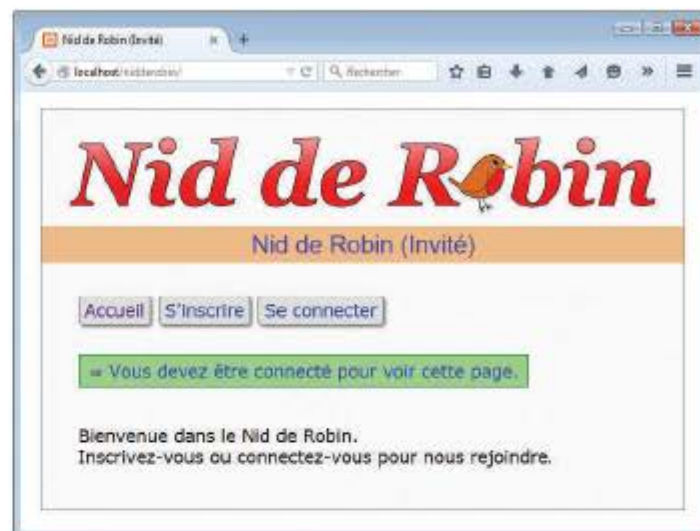 Nid de Robin (Invité)
localhost/nidderobin/
Rechercher
Nid de Robin
Nid de Robin (Invité)
Accueil S'inscrire Se connecter
⇒ Vous devez être connecté pour voir cette page.
Bienvenue dans le Nid de Robin.
Inscrivez-vous ou connectez-vous pour nous rejoindre.